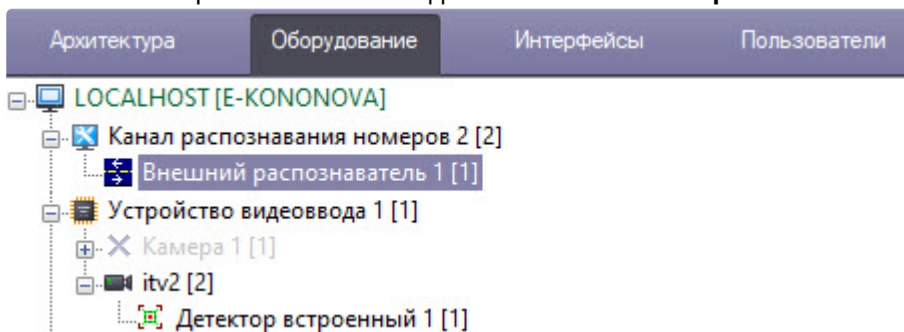 Архитектура Оборудование Интерфейсы Пользователи
LOCALHOST [E-KONONOVA]
Канал распознавания номеров 2 [2]
Внешний распознаватель 1 [1]
Устройство видеоввода 1 [1]
Камера 1 [1]
itv2 [2]
Детектор встроенный 1 [1]